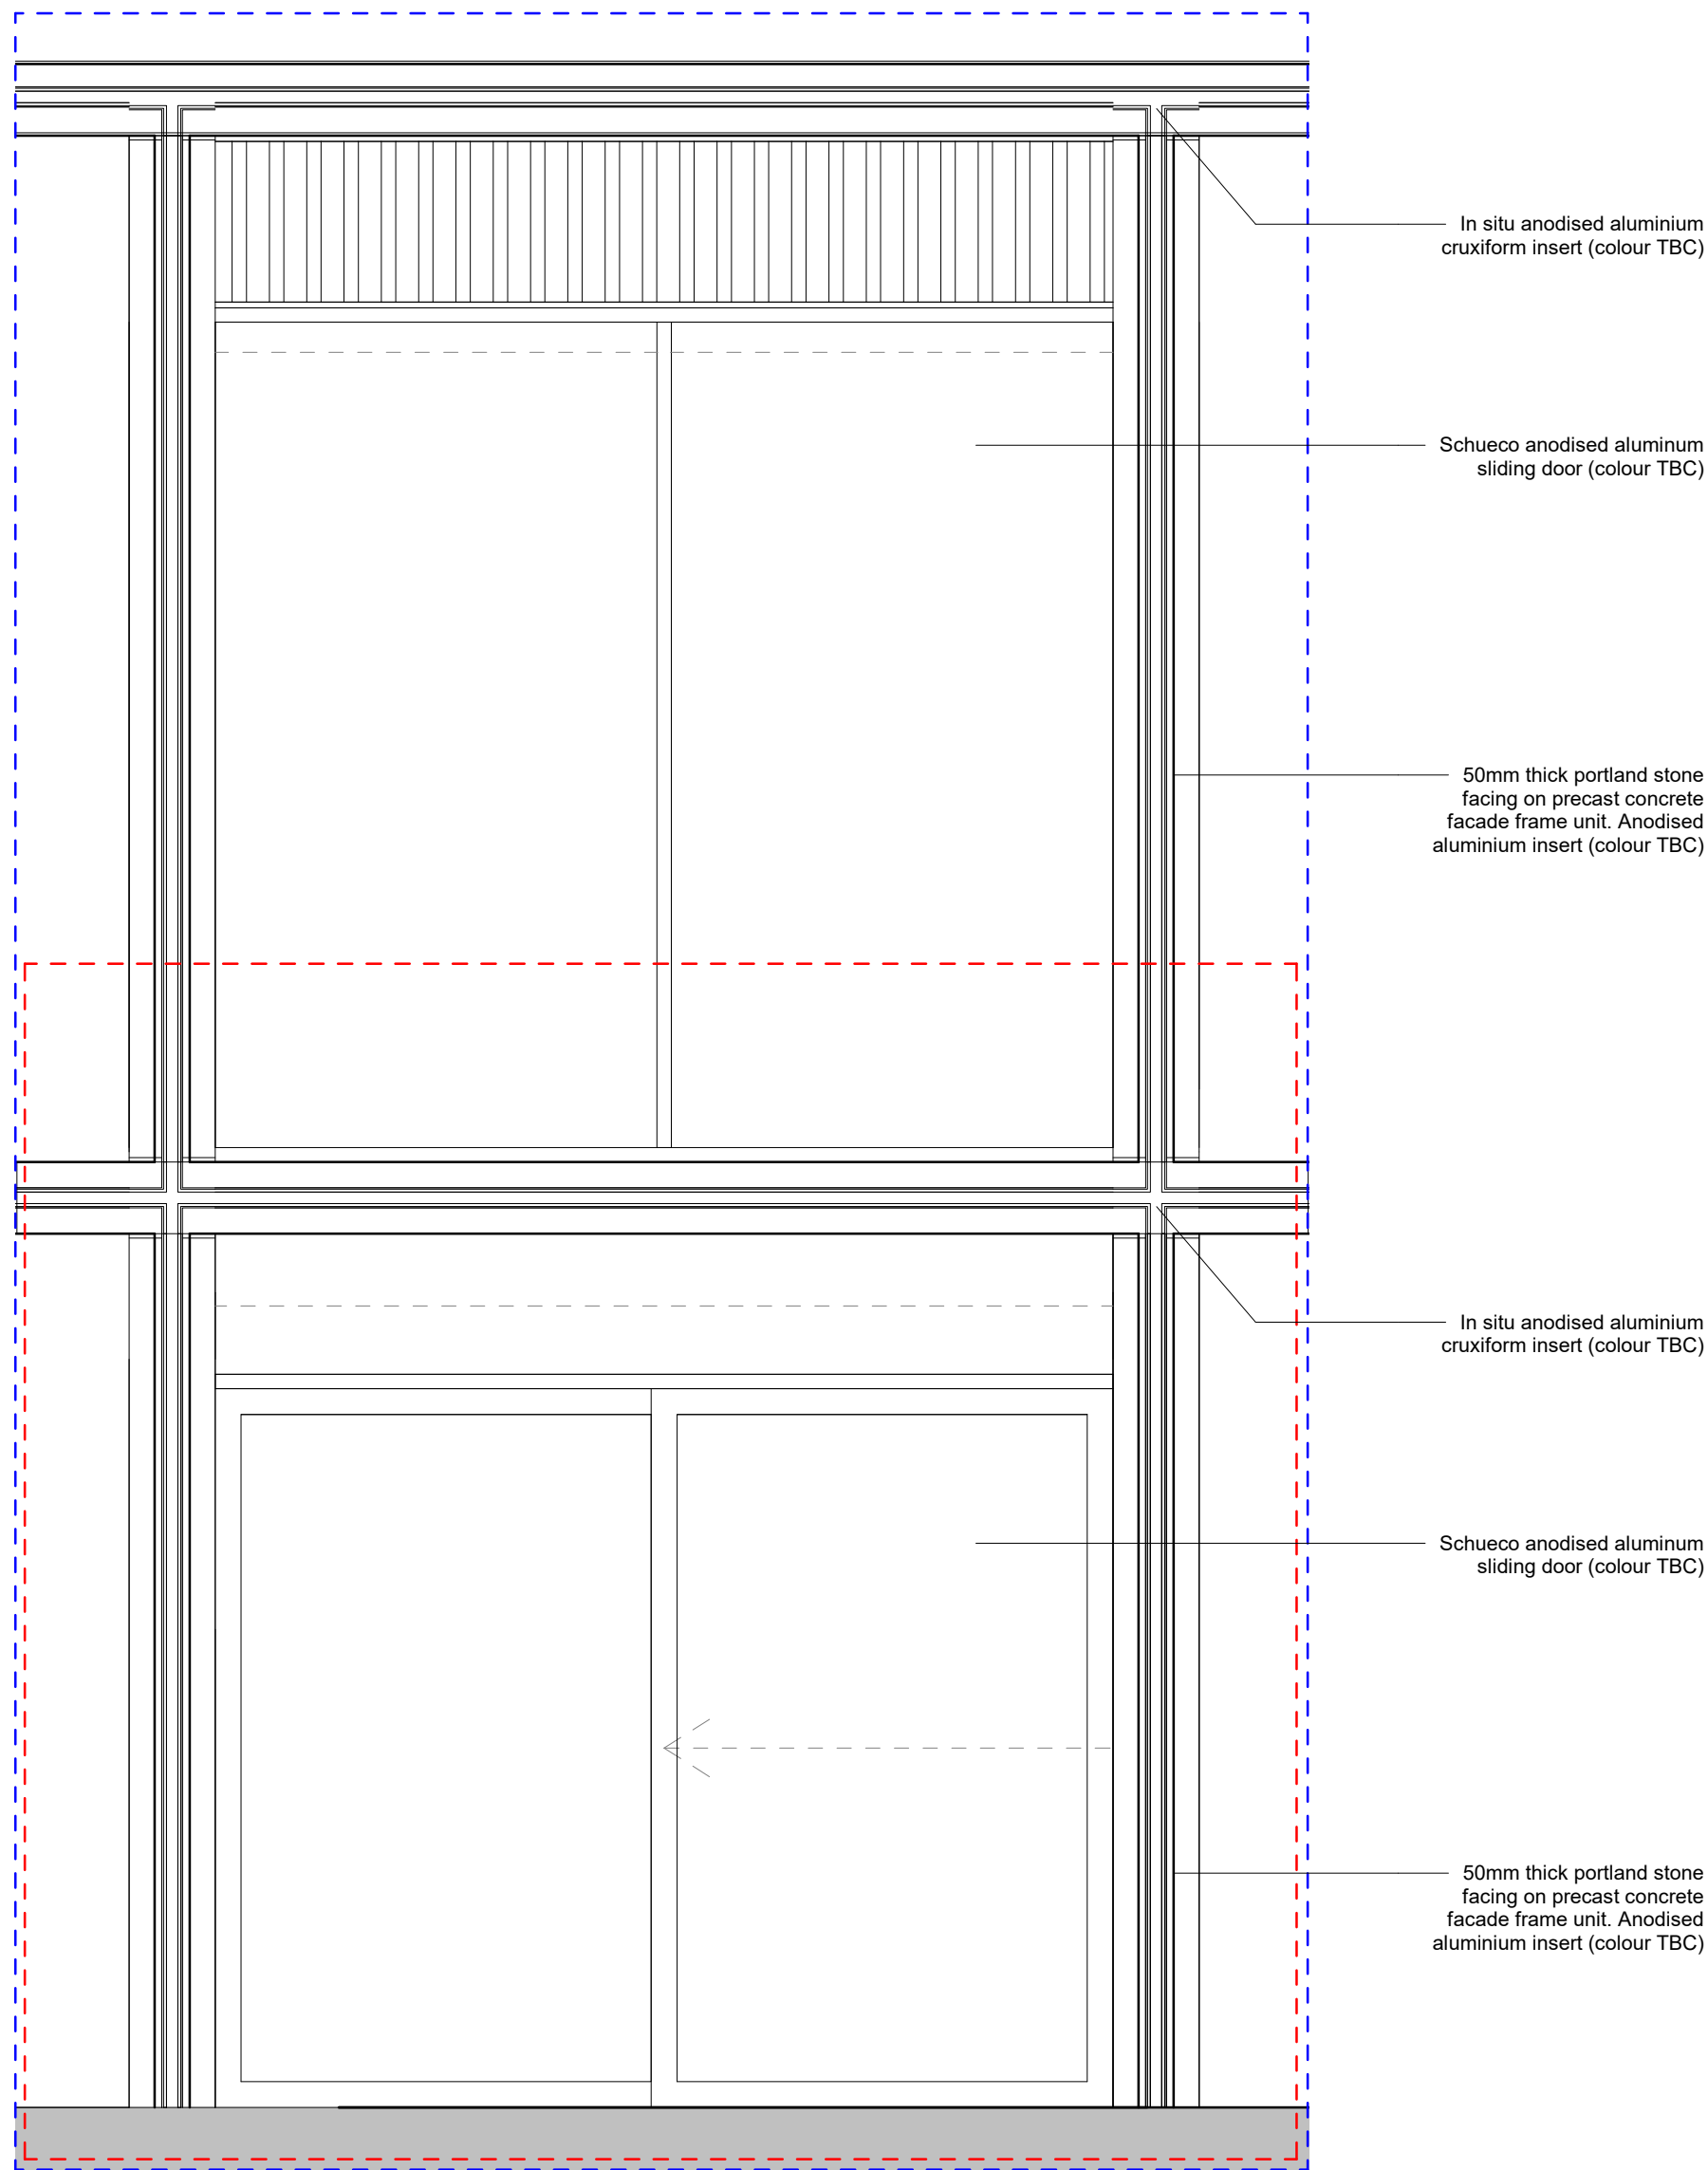 In situ anodised aluminium
cruxiform insert (colour TBC)
Schueco anodised aluminum
sliding door (colour TBC)
50mm thick portland stone
facing on precast concrete
facade frame unit. Anodised
aluminium insert (colour TBC)
In situ anodised aluminium
cruxiform insert (colour TBC)
Schueco anodised aluminum
sliding door (colour TBC)
50mm thick portland stone
facing on precast concrete
facade frame unit. Anodised
aluminium insert (colour TBC)